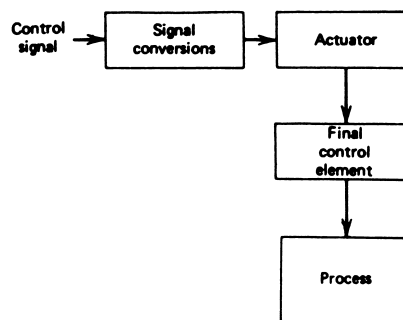 Control
signal
Signal
conversions
Actuator
Final
control
element
Process